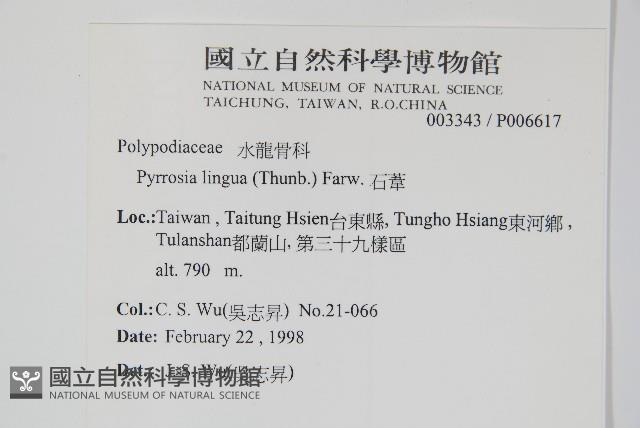 國立自然科學博物館
NATIONAL MUSEUM OF NATURAL SCIENCE
TAICHUNG, TAIWAN, R.O.CHINA
003343 / P006617
Polypodiaceae 水龍骨科
Pyrrosia lingua (Thunb.) Farw. 石葦
Loc.:Taiwan , Taitung Hsien台東縣, Tungho Hsiang東河鄉 ,
Tulanshan都蘭山, 第三十九樣區
alt. 790 m.
Col.:C. S. Wu(吳志昇) No.21-066
Date: February 22 , 1998
Wu(吳志昇)
國立自然科學博物館
NATIONAL MUSEUM OF NATURAL SCIENCE